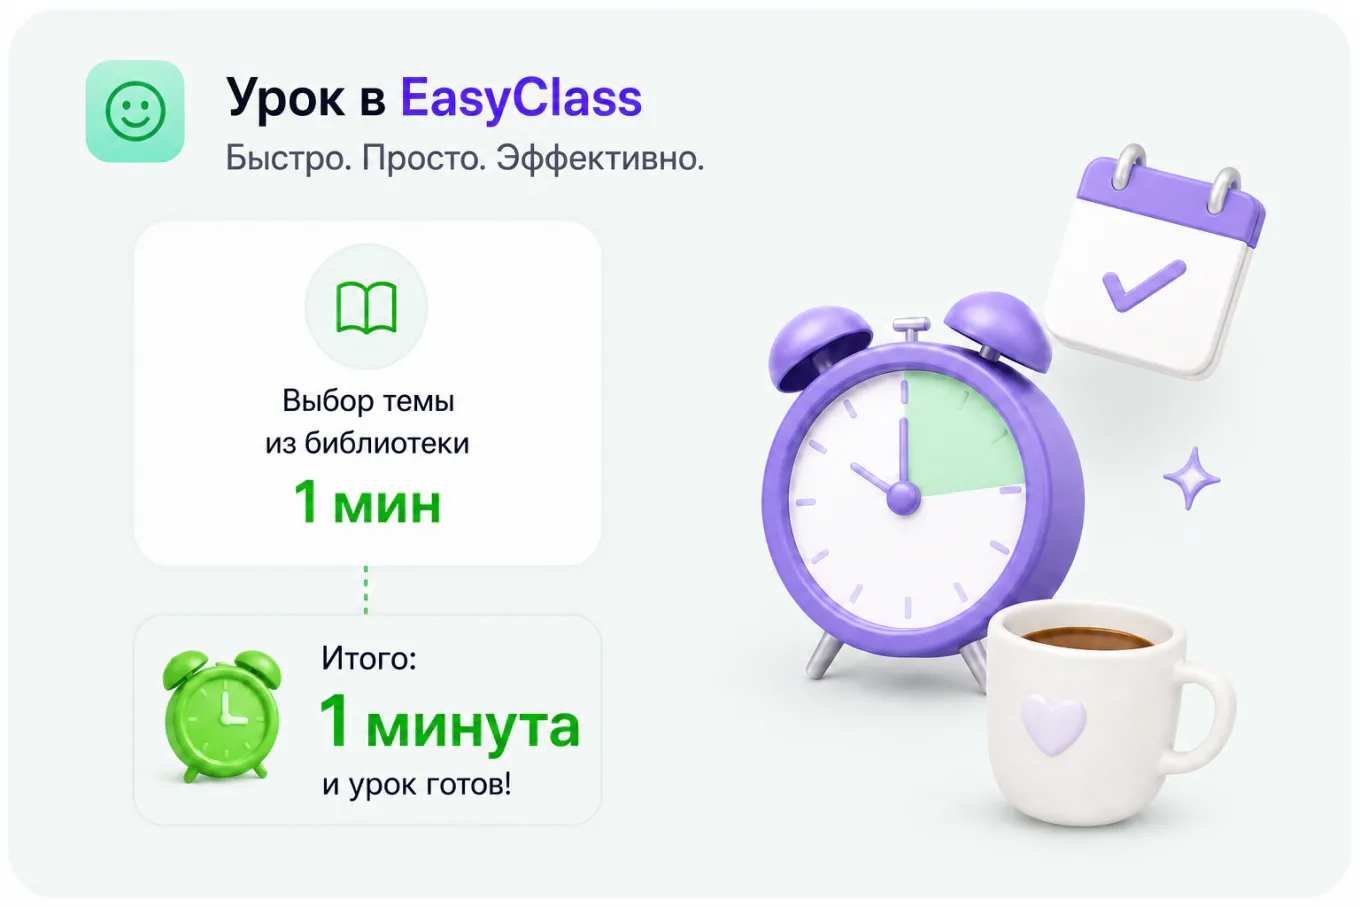 Урок в EasyClass
Быстро. Просто. Эффективно.
Выбор темы
из библиотеки
1 мин
Итого:
1 минута
и урок готов!